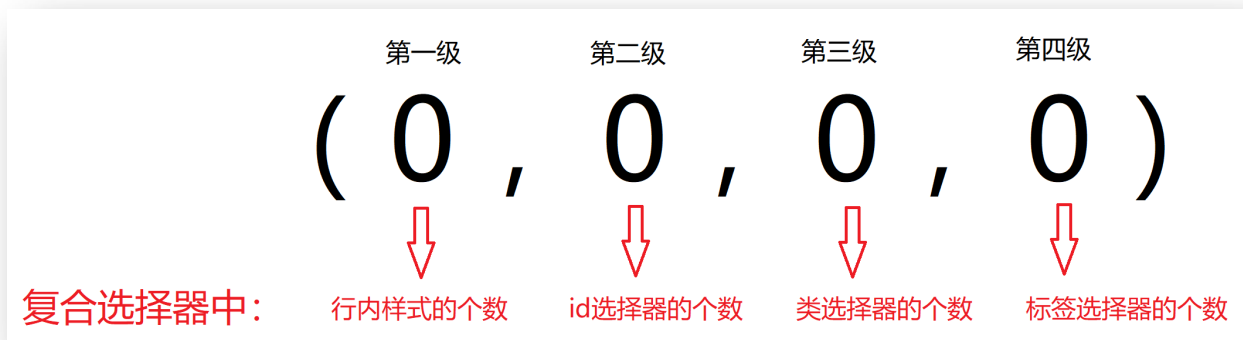 第一级 第二级 第三级 第四级
( 0 , 0 , 0 , 0 )
复合选择器中： 行内样式的个数 id选择器的个数 类选择器的个数 标签选择器的个数